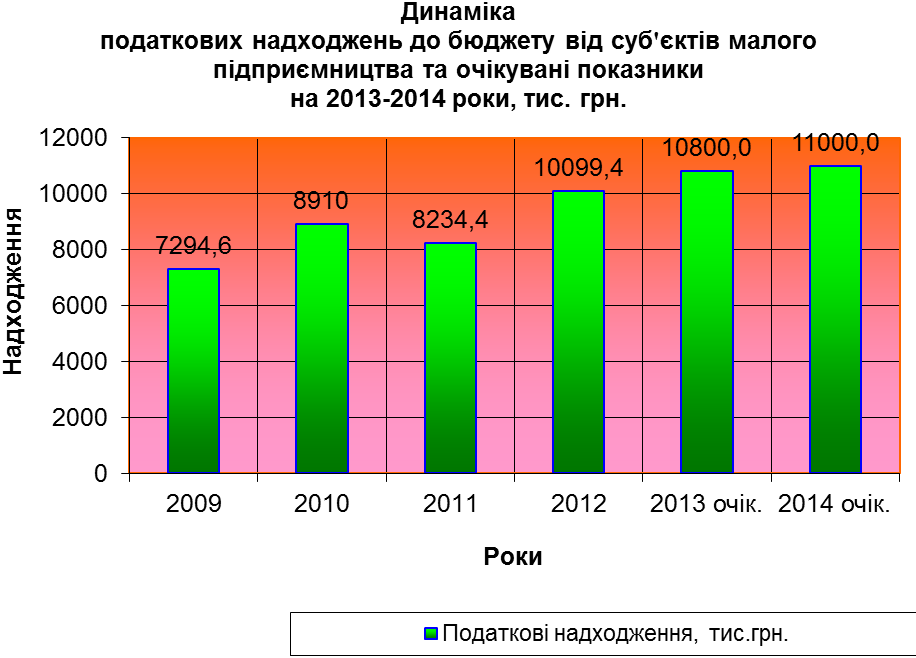 Динаміка
податкових надходжень до бюджету від суб'єктів малого
підприємництва та очікувані показники
на 2013-2014 роки, тис. грн.
Надходження
12000
10000
8000
6000
4000
2000
0
7294,6
8910
8234,4
10099,4
10800,0
11000,0
2009 2010 2011 2012 2013 очік. 2014 очік.
Роки
Податкові надходження, тис.грн.